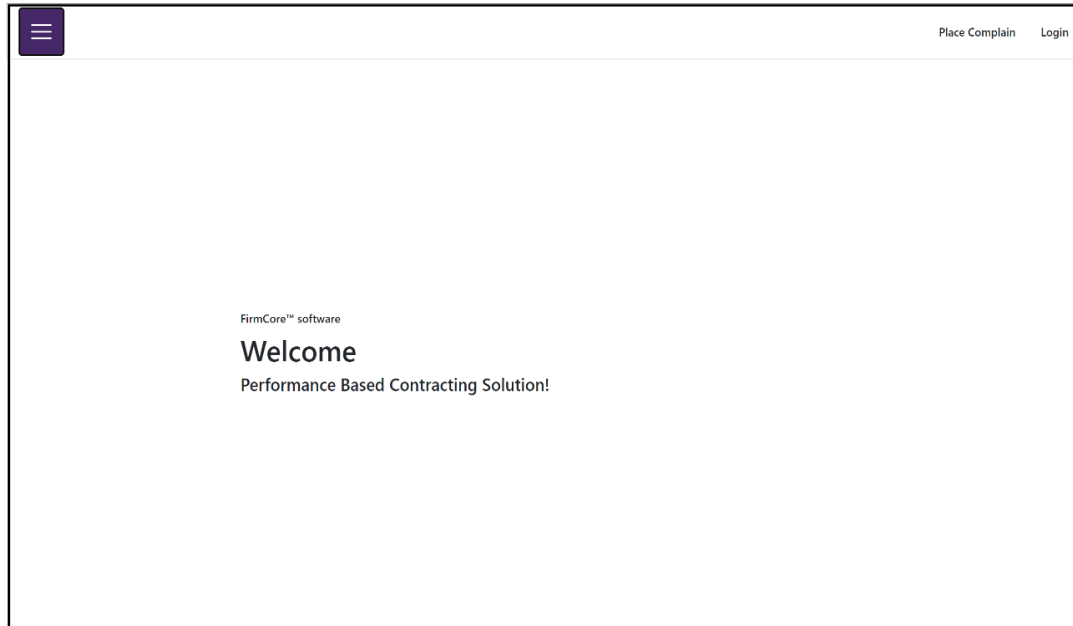 Place Complain Login
FirmCore™ software
Welcome
Performance Based Contracting Solution!